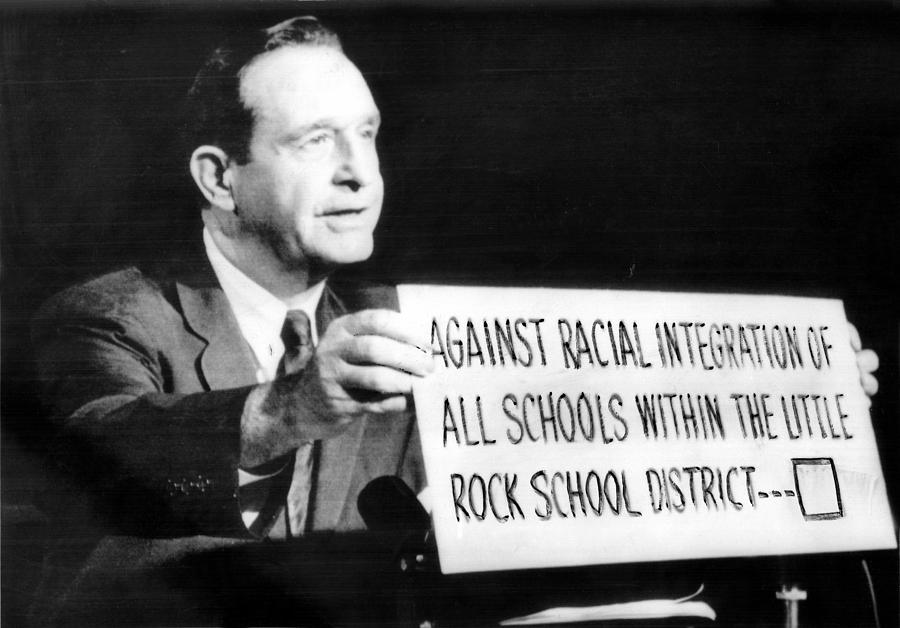 AGAINST RACIAL INTEGRATION OF
ALL SCHOOLS WITHIN THE LITTLE
ROCK SCHOOL DISTRICT---